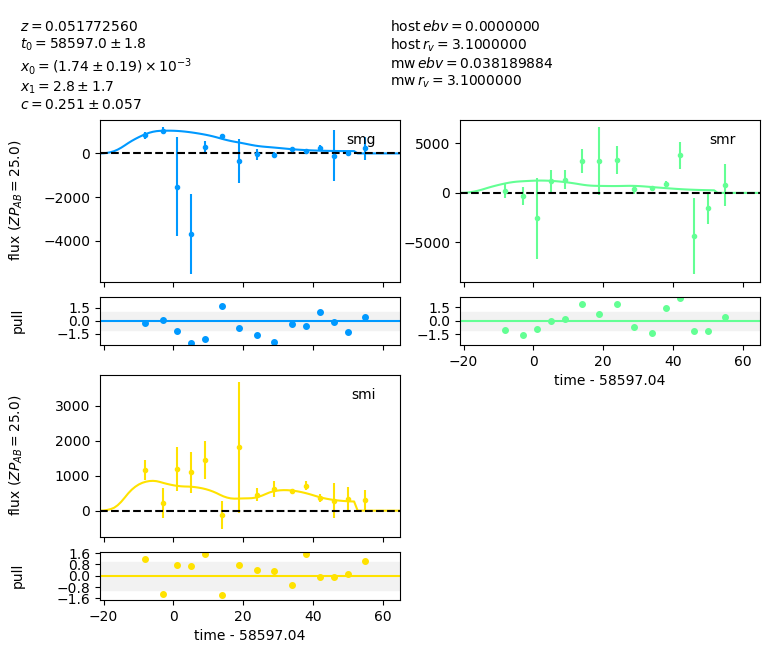 z = 0.051772560
t₀ = 58597.0 ± 1.8
x₀ = (1.74 ± 0.19) × 10⁻³
x₁ = 2.8 ± 1.7
c = 0.251 ± 0.057
host ebv = 0.0000000
host r_v = 3.1000000
mw ebv = 0.038189884
mw r_v = 3.1000000
smg
flux (ZP_AB = 25.0)
0
−2000
−4000
pull
1.5
0.0
−1.5
smr
5000
0
−5000
1.5
0.0
−1.5
−20 0 20 40 60
time - 58597.04
smi
flux (ZP_AB = 25.0)
3000
2000
1000
0
pull
1.6
0.8
0.0
−0.8
−1.6
−20 0 20 40 60
time - 58597.04